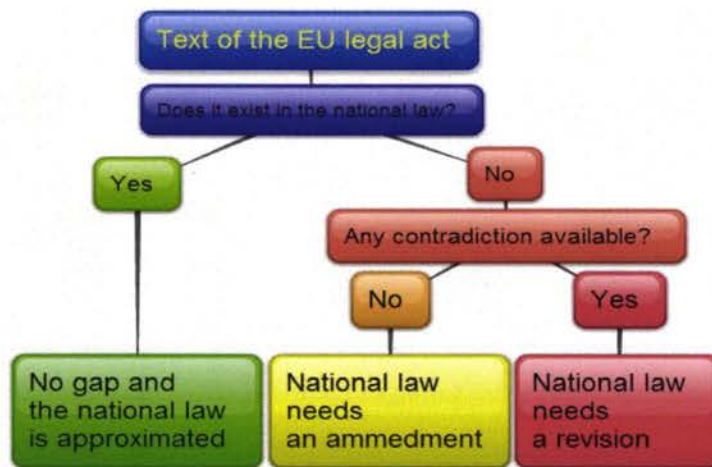 Text of the EU legal act
Does it exist in the national law?
Yes
No
Any contradiction available?
No
Yes
No gap and
the national law
is approximated
National law
needs
an ammedment
National law
needs
a revision